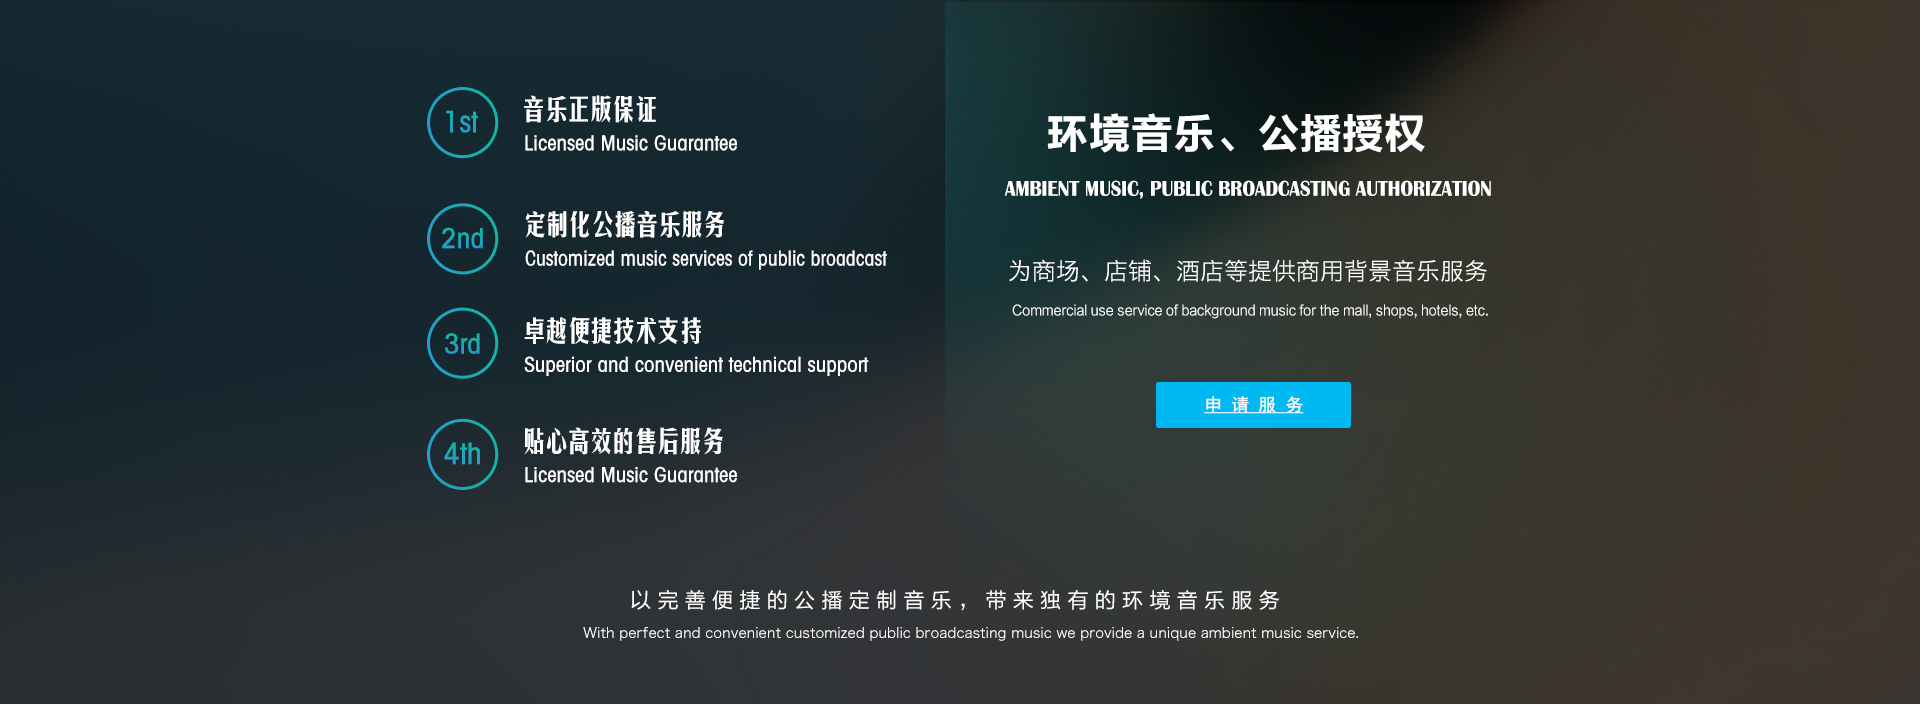 1st
音乐正版保证
Licensed Music Guarantee
2nd
定制化公播音乐服务
Customized music services of public broadcast
3rd
卓越便捷技术支持
Superior and convenient technical support
4th
贴心高效的售后服务
Licensed Music Guarantee
环境音乐、公播授权
AMBIENT MUSIC, PUBLIC BROADCASTING AUTHORIZATION
为商场、店铺、酒店等提供商用背景音乐服务
Commercial use service of background music for the mall, shops, hotels, etc.
申请服务
以完善便捷的公播定制音乐，带来独有的环境音乐服务
With perfect and convenient customized public broadcasting music we provide a unique ambient music service.